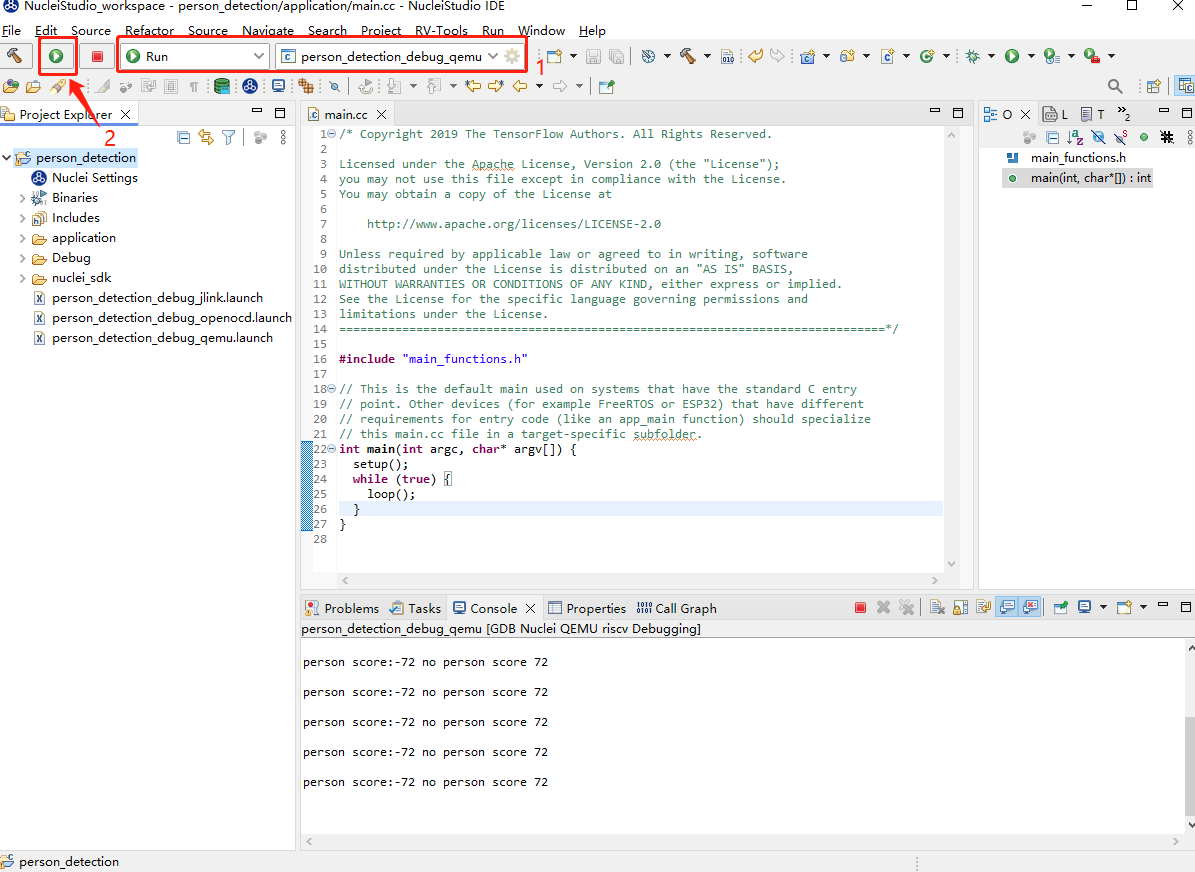 NucleiStudio_workspace - person_detection/application/main.cc - NucleiStudio IDE
File Edit Source Refactor Source Navigate Search Project RV-Tools Run Window Help
Run person_detection_debug_qemu 1
Project Explorer
2
person_detection
Nuclei Settings
Binaries
Includes
application
Debug
nuclei_sdk
person_detection_debug_jlink.launch
person_detection_debug_openocd.launch
person_detection_debug_qemu.launch
main.cc
1 /* Copyright 2019 The TensorFlow Authors. All Rights Reserved.
2
3 Licensed under the Apache License, Version 2.0 (the "License");
4 you may not use this file except in compliance with the License.
5 You may obtain a copy of the License at
6
7     http://www.apache.org/licenses/LICENSE-2.0
8
9 Unless required by applicable law or agreed to in writing, software
10 distributed under the License is distributed on an "AS IS" BASIS,
11 WITHOUT WARRANTIES OR CONDITIONS OF ANY KIND, either express or implied.
12 See the License for the specific language governing permissions and
13 limitations under the License.
14 ==============================================================================*/
15
16 #include "main_functions.h"
17
18 // This is the default main used on systems that have the standard C entry
19 // point. Other devices (for example FreeRTOS or ESP32) that have different
20 // requirements for entry code (like an app_main function) should specialize
21 // this main.cc file in a target-specific subfolder.
22 int main(int argc, char* argv[]) {
23   setup();
24   while (true) {
25     loop();
26   }
27 }
28
O L T 2
main_functions.h
main(int, char*[]) : int
Problems Tasks Console Properties Call Graph
person_detection_debug_qemu [GDB Nuclei QEMU riscv Debugging]
person score:-72 no person score 72
person score:-72 no person score 72
person score:-72 no person score 72
person score:-72 no person score 72
person score:-72 no person score 72
person_detection